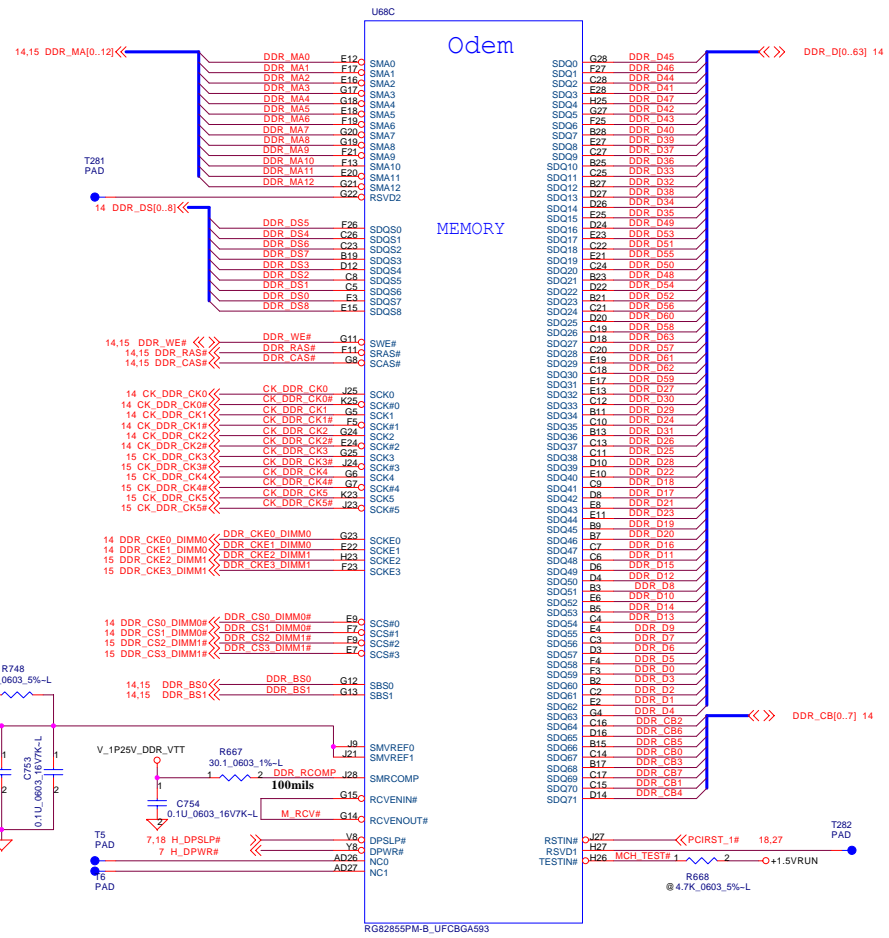 U68C
Odem
MEMORY
14,15 DDR_MA[0..12]
DDR_MA0 E12 SMA0
DDR_MA1 F17 SMA1
DDR_MA2 E16 SMA2
DDR_MA3 G17 SMA3
DDR_MA4 G18 SMA4
DDR_MA5 E18 SMA5
DDR_MA6 F19 SMA6
DDR_MA7 G20 SMA7
DDR_MA8 G19 SMA8
DDR_MA9 F21 SMA9
DDR_MA10 F13 SMA10
DDR_MA11 E20 SMA11
DDR_MA12 G21 SMA12
T281
PAD
G22 RSVD2
14 DDR_DS[0..8]
DDR_DS5 F26 SDQS0
DDR_DS4 C26 SDQS1
DDR_DS6 C23 SDQS2
DDR_DS7 B19 SDQS3
DDR_DS3 D12 SDQS4
DDR_DS2 C8 SDQS5
DDR_DS1 C5 SDQS6
DDR_DS0 E3 SDQS7
DDR_DS8 E15 SDQS8
14,15 DDR_WE# DDR_WE# G11 SWE#
14,15 DDR_RAS# DDR_RAS# F11 SRAS#
14,15 DDR_CAS# DDR_CAS# G8 SCAS#
14 CK_DDR_CK0 CK_DDR_CK0 J25 SCK0
14 CK_DDR_CK0# CK_DDR_CK0# K25 SCK#0
14 CK_DDR_CK1 CK_DDR_CK1 G5 SCK1
14 CK_DDR_CK1# CK_DDR_CK1# F5 SCK#1
14 CK_DDR_CK2 CK_DDR_CK2 G24 SCK2
14 CK_DDR_CK2# CK_DDR_CK2# E24 SCK#2
15 CK_DDR_CK3 CK_DDR_CK3 G25 SCK3
15 CK_DDR_CK3# CK_DDR_CK3# J24 SCK#3
15 CK_DDR_CK4 CK_DDR_CK4 G6 SCK4
15 CK_DDR_CK4# CK_DDR_CK4# G7 SCK#4
15 CK_DDR_CK5 CK_DDR_CK5 K23 SCK5
15 CK_DDR_CK5# CK_DDR_CK5# J23 SCK#5
14 DDR_CKE0_DIMM0 DDR_CKE0_DIMM0 G23 SCKE0
14 DDR_CKE1_DIMM0 DDR_CKE1_DIMM0 E22 SCKE1
15 DDR_CKE2_DIMM1 DDR_CKE2_DIMM1 H23 SCKE2
15 DDR_CKE3_DIMM1 DDR_CKE3_DIMM1 F23 SCKE3
14 DDR_CS0_DIMM0# DDR_CS0_DIMM0# E9 SCS#0
14 DDR_CS1_DIMM0# DDR_CS1_DIMM0# F7 SCS#1
15 DDR_CS2_DIMM1# DDR_CS2_DIMM1# F9 SCS#2
15 DDR_CS3_DIMM1# DDR_CS3_DIMM1# E7 SCS#3
14,15 DDR_BS0 DDR_BS0 G12 SBS0
14,15 DDR_BS1 DDR_BS1 G13 SBS1
R748
_0603_5%~L
J9 SMVREF0
J21 SMVREF1
1 2
1 C753 2
0.1U_0603_16V7K~L
V_1P25V_DDR_VTT
R667
30.1_0603_1%~L
1 2 DDR_RCOMP J28 SMRCOMP
100mils
1 C754 2
0.1U_0603_16V7K~L
G15 RCVENIN#
M_RCV# G14 RCVENOUT#
7,18 H_DPSLP# V8 DPSLP#
7 H_DPWR# Y8 DPWR#
T5
PAD
AD26 NC0
AD27 NC1
T6
PAD
DDR_D[0..63] 14
SDQ0 G28 DDR_D45
SDQ1 F27 DDR_D46
SDQ2 C28 DDR_D44
SDQ3 E28 DDR_D41
SDQ4 H25 DDR_D47
SDQ5 G27 DDR_D42
SDQ6 F25 DDR_D43
SDQ7 B28 DDR_D40
SDQ8 E27 DDR_D39
SDQ9 C27 DDR_D37
SDQ10 B25 DDR_D36
SDQ11 C25 DDR_D33
SDQ12 B27 DDR_D32
SDQ13 D27 DDR_D38
SDQ14 D26 DDR_D34
SDQ15 E25 DDR_D35
SDQ16 D24 DDR_D49
SDQ17 E23 DDR_D53
SDQ18 C22 DDR_D51
SDQ19 E21 DDR_D55
SDQ20 C24 DDR_D50
SDQ21 B23 DDR_D48
SDQ22 D22 DDR_D54
SDQ23 B21 DDR_D52
SDQ24 C21 DDR_D56
SDQ25 D20 DDR_D60
SDQ26 C19 DDR_D58
SDQ27 D18 DDR_D63
SDQ28 C20 DDR_D57
SDQ29 E19 DDR_D61
SDQ30 C18 DDR_D62
SDQ31 E17 DDR_D59
SDQ32 E13 DDR_D27
SDQ33 C12 DDR_D30
SDQ34 B11 DDR_D29
SDQ35 C10 DDR_D24
SDQ36 B13 DDR_D31
SDQ37 C13 DDR_D26
SDQ38 C11 DDR_D25
SDQ39 D10 DDR_D28
SDQ40 E10 DDR_D22
SDQ41 C9 DDR_D18
SDQ42 D8 DDR_D17
SDQ43 E8 DDR_D21
SDQ44 E11 DDR_D23
SDQ45 B9 DDR_D19
SDQ46 B7 DDR_D20
SDQ47 C7 DDR_D16
SDQ48 C6 DDR_D11
SDQ49 D6 DDR_D15
SDQ50 D4 DDR_D12
SDQ51 B3 DDR_D8
SDQ52 E6 DDR_D10
SDQ53 B5 DDR_D14
SDQ54 C4 DDR_D13
SDQ55 E4 DDR_D9
SDQ56 C3 DDR_D7
SDQ57 D3 DDR_D6
SDQ58 F4 DDR_D5
SDQ59 F3 DDR_D0
SDQ60 B2 DDR_D3
SDQ61 C2 DDR_D2
SDQ62 E2 DDR_D1
SDQ63 G4 DDR_D4
SDQ64 C16 DDR_CB2
SDQ65 D16 DDR_CB6
SDQ66 B15 DDR_CB5
SDQ67 C14 DDR_CB0
SDQ68 B17 DDR_CB3
SDQ69 C17 DDR_CB7
SDQ70 C15 DDR_CB1
SDQ71 D14 DDR_CB4
DDR_CB[0..7] 14
RSTIN# J27 PCIRST_1# 18,27
T282
PAD
RSVD1 H27
TESTIN# H26 MCH_TEST# 1 2 +1.5VRUN
R668
@4.7K_0603_5%~L
RG82855PM-B_UFCBGA593